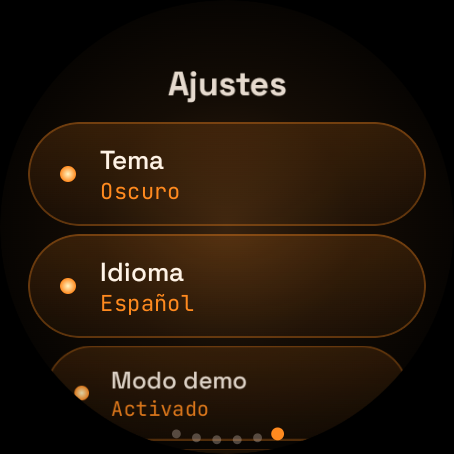 Ajustes
Tema
Oscuro
Idioma
Español
Modo demo
Activado